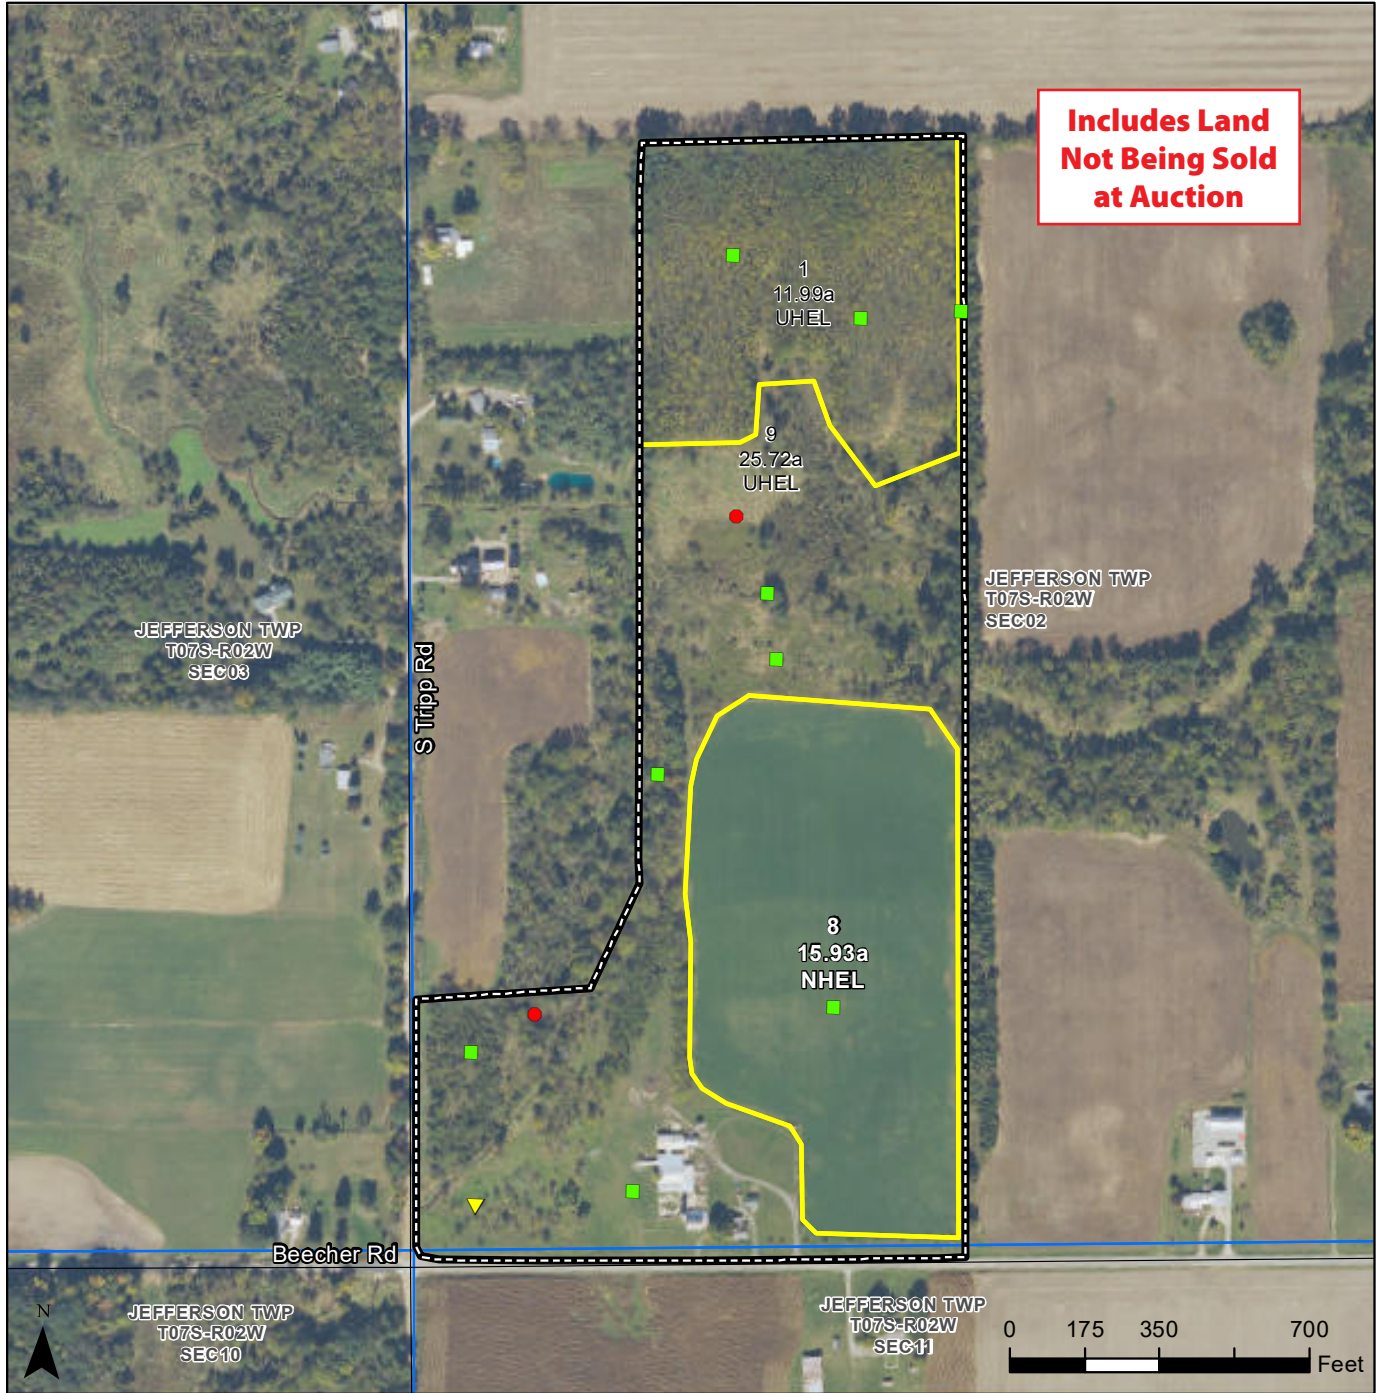 Includes Land
Not Being Sold
at Auction
1
11.99a
UHEL
9
25.72a
UHEL
JEFFERSON TWP
T07S-R02W
SEC02
JEFFERSON TWP
T07S-R02W
SEC03
S Tripp Rd
8
15.93a
NHEL
Beecher Rd
JEFFERSON TWP
T07S-R02W
SEC10
JEFFERSON TWP
T07S-R02W
SEC11
N
0 175 350 700
Feet